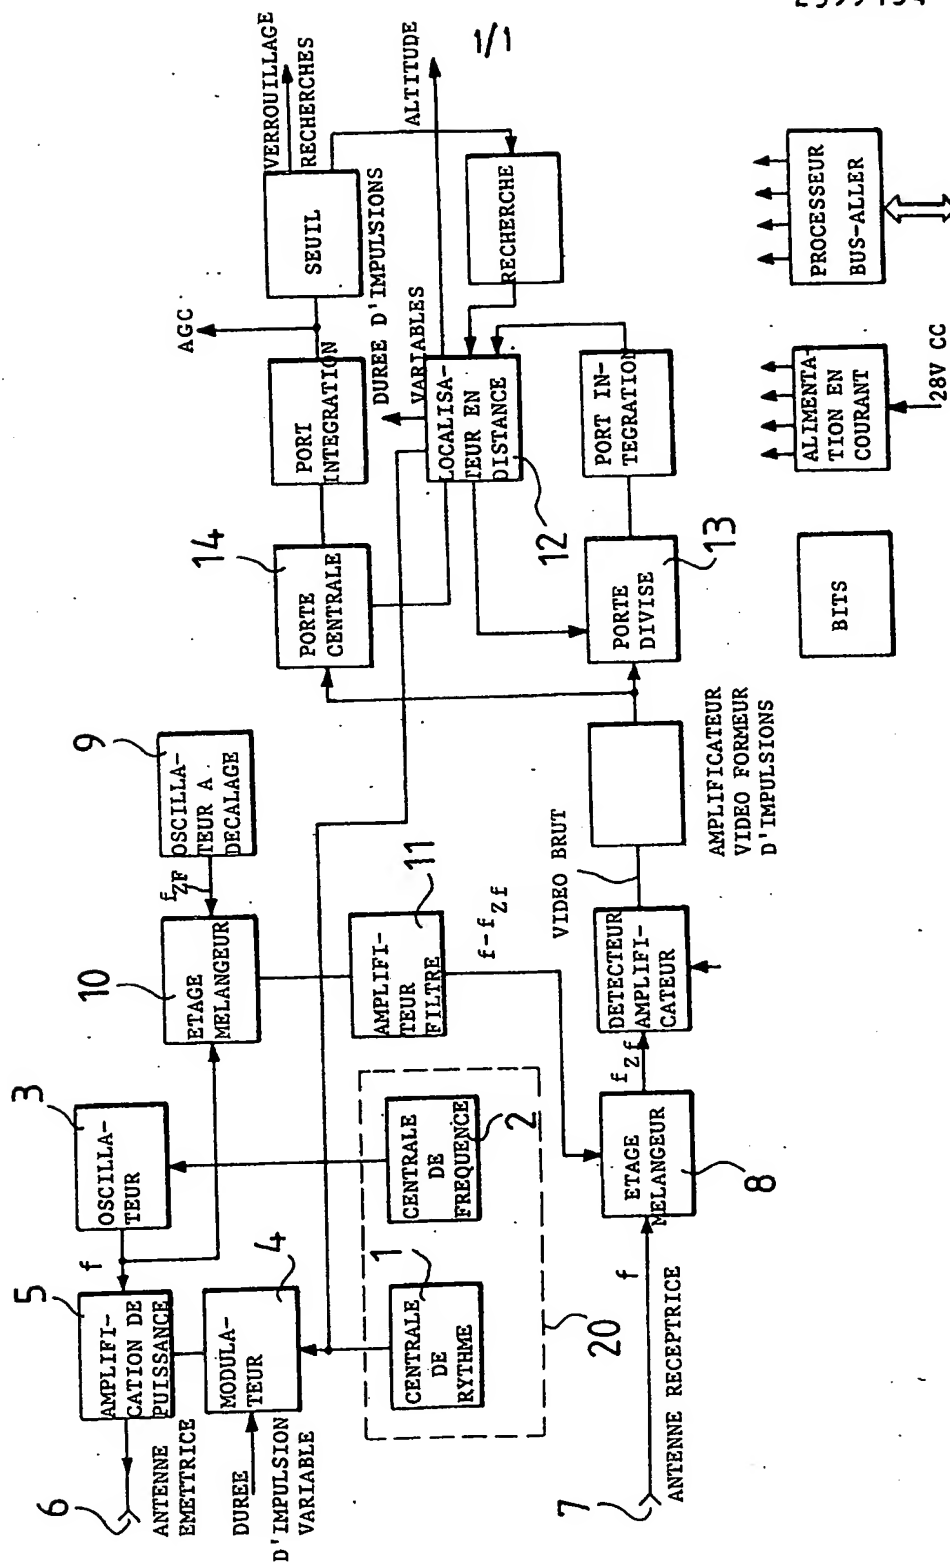 1/1
6
ANTENNE
EMETTRICE
5
AMPLIFI-
CATION DE
PUISSANCE
f
3
OSCILLA-
TEUR
DUREE
D'IMPULSION
VARIABLE
MODULA-
TEUR
4
10
ETAGE
MELANGEUR
fZF
9
OSCILLA-
TEUR A
DECALAGE
14
PORTE
CENTRALE
PORT
INTEGRATION
AGC
SEUIL
VERROUILLAGE
RECHERCHES
CENTRALE
DE
RYTHME
1
CENTRALE
DE
FREQUENCE
2
20
AMPLIFI-
TEUR
FILTRE
11
f-fZf
DUREE D'IMPULSIONS
VARIABLES
ALTITUDE
LOCALISA-
TEUR EN
DISTANCE
12
RECHERCHE
7
ANTENNE RECEPTRICE
f
ETAGE
MELANGEUR
8
fZf
DETECTEUR
AMPLIFI-
CATEUR
VIDEO BRUT
AMPLIFICATEUR
VIDEO FORMEUR
D'IMPULSIONS
PORTE
DIVISE
13
PORT IN-
TEGRATION
BITS
ALIMENTA-
TION EN
COURANT
28V CC
PROCESSEUR
BUS-ALLER